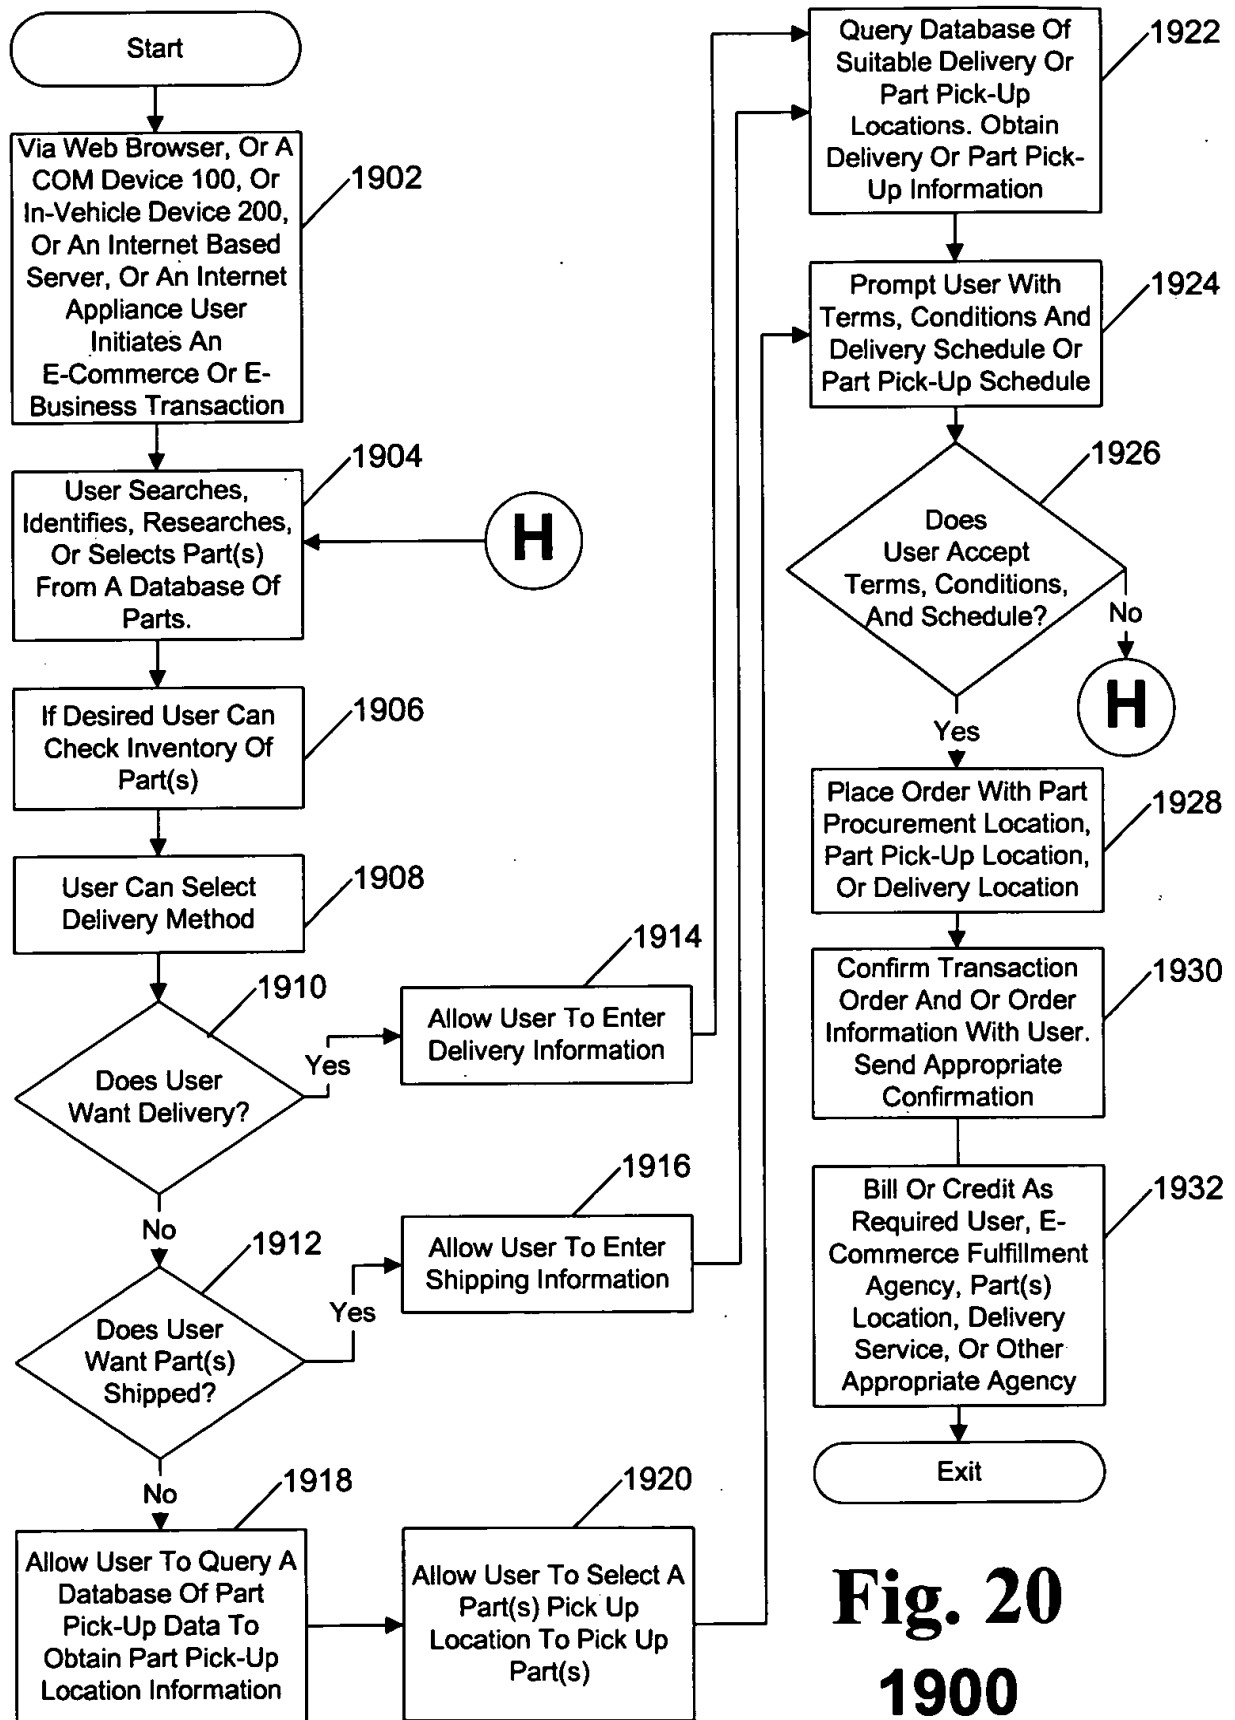 Start
Via Web Browser, Or A
COM Device 100, Or
In-Vehicle Device 200,
Or An Internet Based
Server, Or An Internet
Appliance User
Initiates An
E-Commerce Or E-
Business Transaction
1902
User Searches,
Identifies, Researches,
Or Selects Part(s)
From A Database Of
Parts.
1904
H
If Desired User Can
Check Inventory Of
Part(s)
1906
User Can Select
Delivery Method
1908
Does User
Want Delivery?
1910
Yes
No
Allow User To Enter
Delivery Information
1914
Does User
Want Part(s)
Shipped?
1912
Yes
No
Allow User To Enter
Shipping Information
1916
Allow User To Query A
Database Of Part
Pick-Up Data To
Obtain Part Pick-Up
Location Information
1918
Allow User To Select A
Part(s) Pick Up
Location To Pick Up
Part(s)
1920
Query Database Of
Suitable Delivery Or
Part Pick-Up
Locations. Obtain
Delivery Or Part Pick-
Up Information
1922
Prompt User With
Terms, Conditions And
Delivery Schedule Or
Part Pick-Up Schedule
1924
Does
User Accept
Terms, Conditions,
And Schedule?
1926
No
H
Yes
Place Order With Part
Procurement Location,
Part Pick-Up Location,
Or Delivery Location
1928
Confirm Transaction
Order And Or Order
Information With User.
Send Appropriate
Confirmation
1930
Bill Or Credit As
Required User, E-
Commerce Fulfillment
Agency, Part(s)
Location, Delivery
Service, Or Other
Appropriate Agency
1932
Exit
Fig. 20
1900